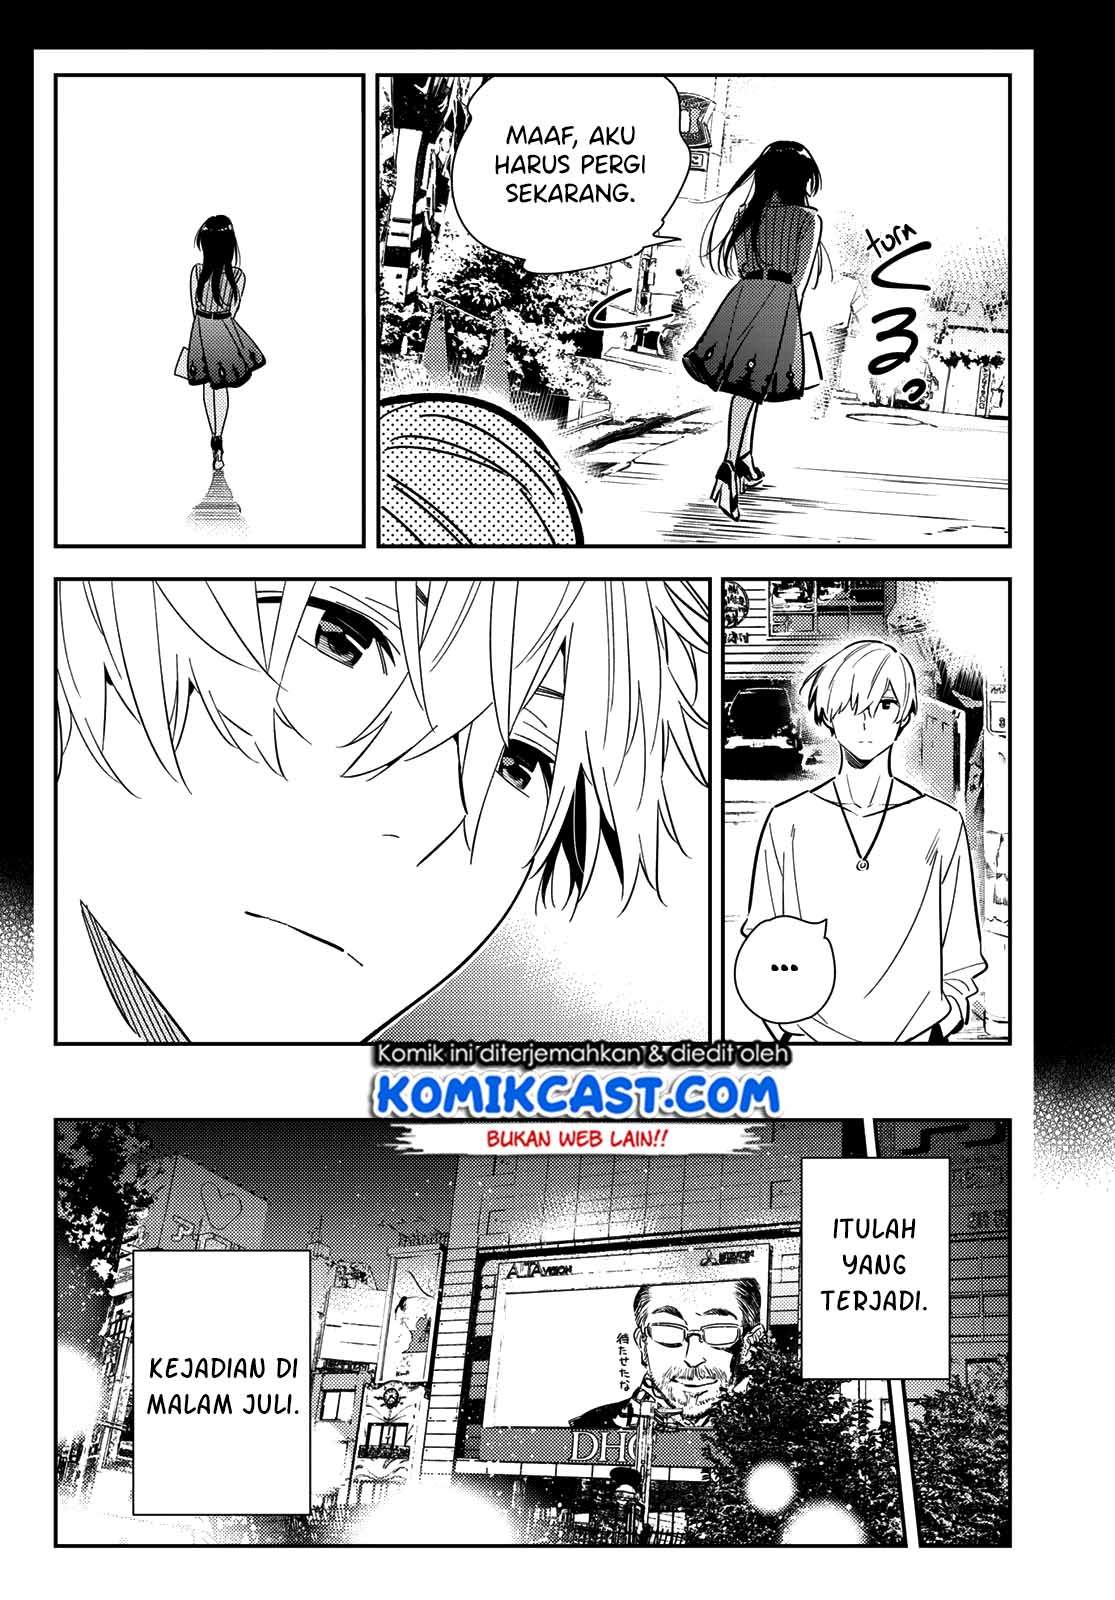 MAAF, AKU
HARUS PERGI
SEKARANG.
turn
くるっ
...
Komik ini diterjemahkan & diedit oleh
KOMIKCAST.COM
BUKAN WEB LAIN!!
ITULAH
YANG
TERJADI.
ALTA VISION
待たせたな
DHC
KEJADIAN DI
MALAM JULI.